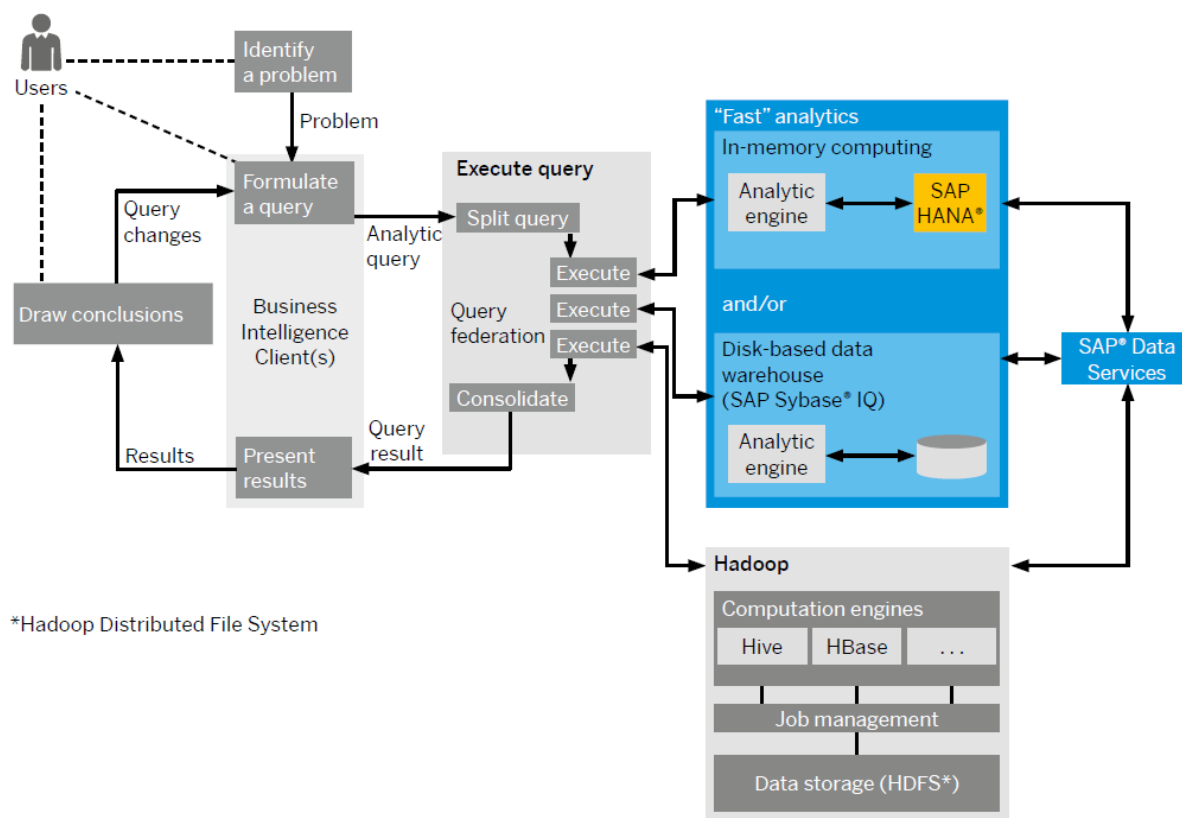 Users
Identify
a problem
Problem
Formulate
a query
Query
changes
Analytic
query
Draw conclusions
Business
Intelligence
Client(s)
Results
Present
results
Query
result
Execute query
Split query
Execute
Execute
Execute
Query
federation
Consolidate
“Fast” analytics
In-memory computing
Analytic
engine
SAP
HANA®
and/or
Disk-based data
warehouse
(SAP Sybase® IQ)
Analytic
engine
SAP® Data
Services
Hadoop
Computation engines
Hive
HBase
...
Job management
Data storage (HDFS*)
*Hadoop Distributed File System